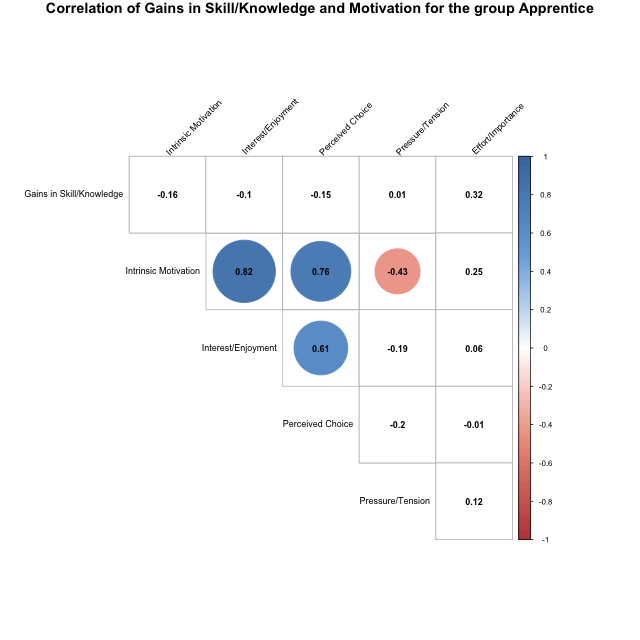 Correlation of Gains in Skill/Knowledge and Motivation for the group Apprentice
Intrinsic Motivation
Interest/Enjoyment
Perceived Choice
Pressure/Tension
Effort/Importance
Gains in Skill/Knowledge -0.16 -0.1 -0.15 0.01 0.32
Intrinsic Motivation 0.82 0.76 -0.43 0.25
Interest/Enjoyment 0.61 -0.19 0.06
Perceived Choice -0.2 -0.01
Pressure/Tension 0.12
1
0.8
0.6
0.4
0.2
0
-0.2
-0.4
-0.6
-0.8
-1